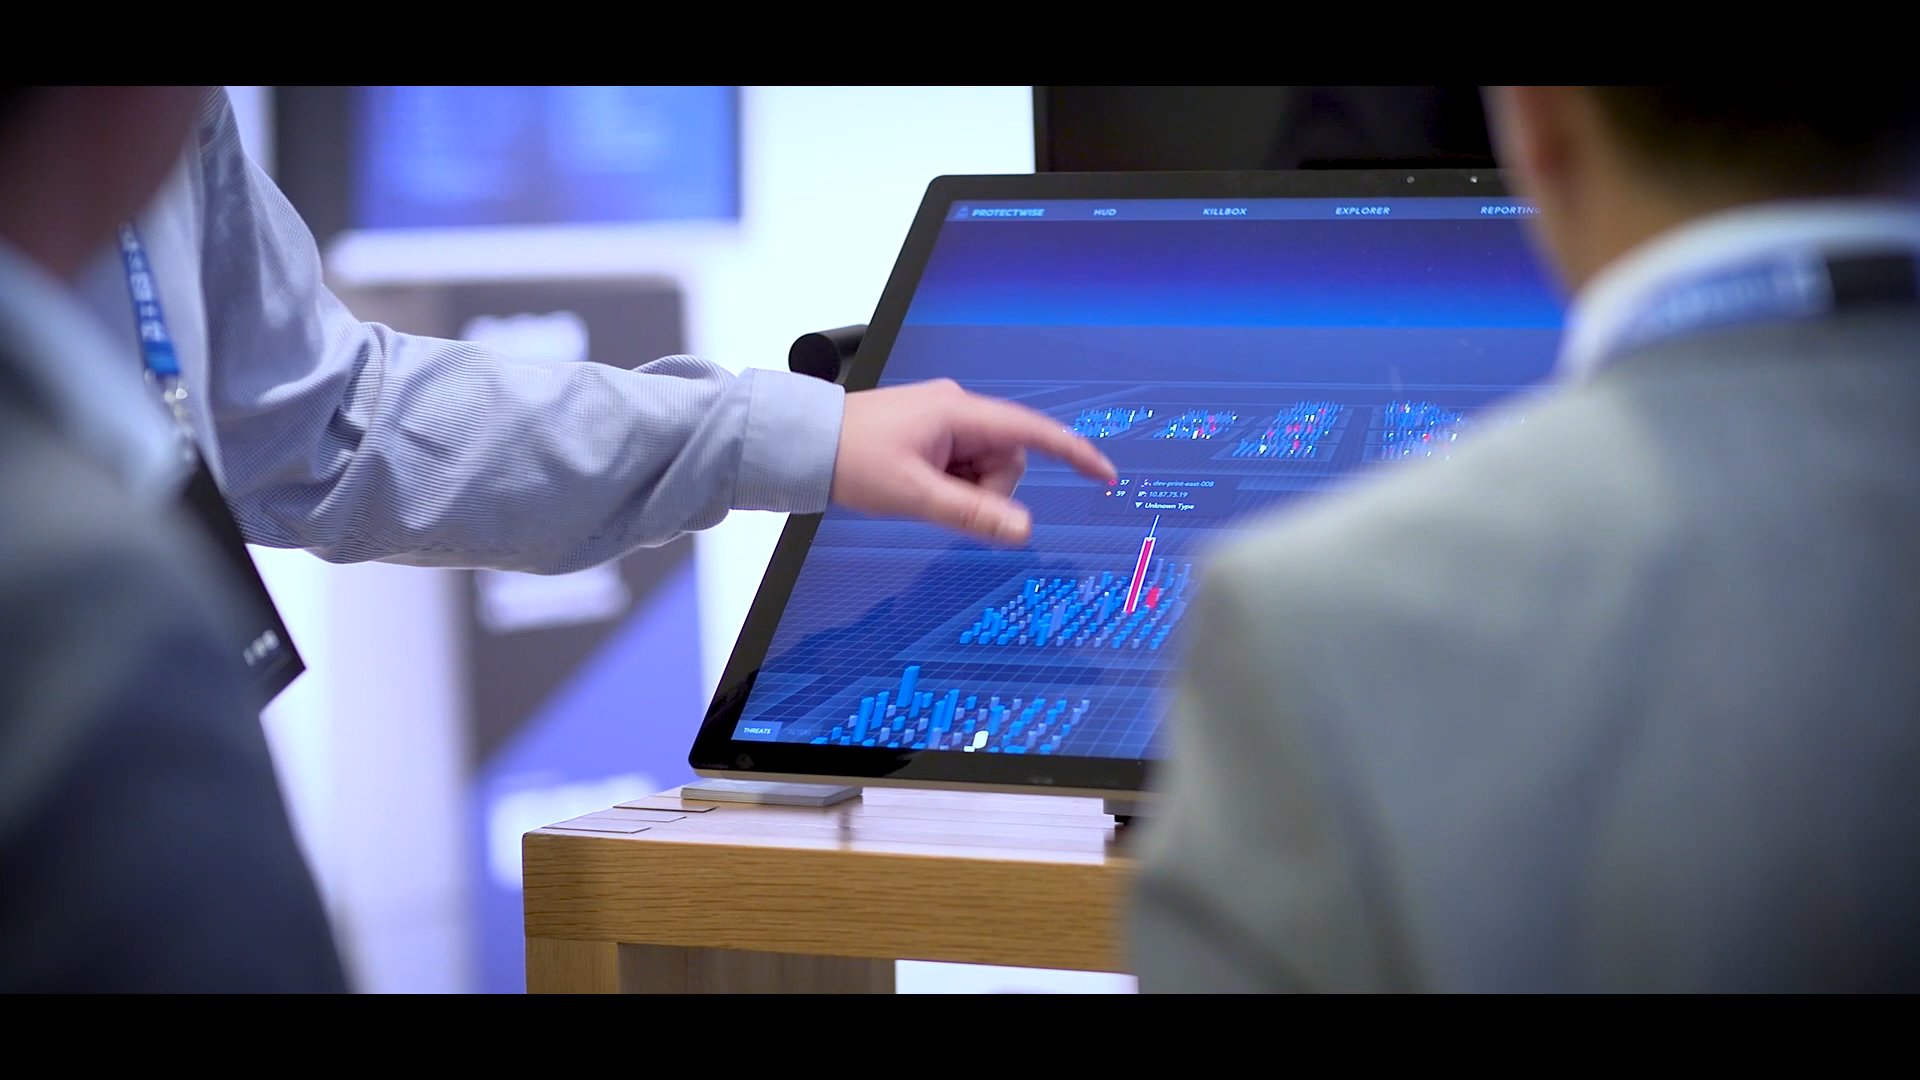 PROTECTWISE HUD KILLBOX EXPLORER REPORTING
57 dev-print-east-008
59 IP: 10.87.75.19
Unknown Type
THREATS